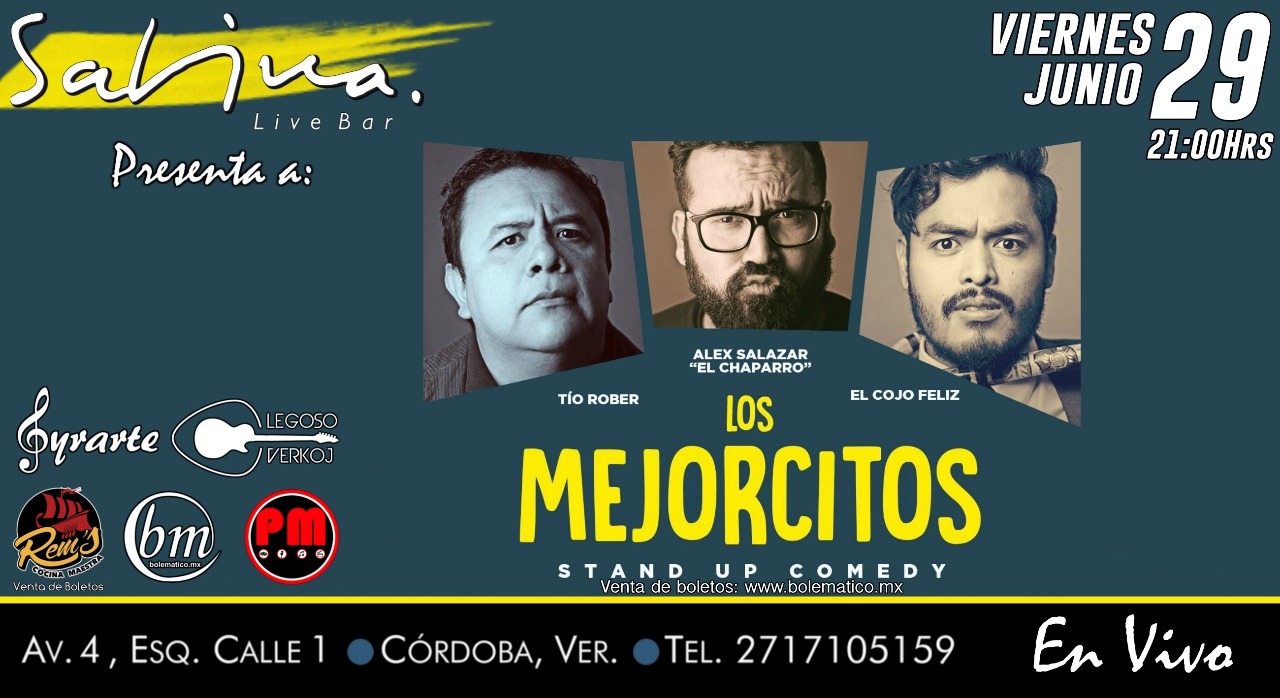 Sabina.
Live Bar
Presenta a:
VIERNES
JUNIO
29
21:00HRS
ALEX SALAZAR
“EL CHAPARRO”
TÍO ROBER
EL COJO FELIZ
LOS
MEJORCITOS
STAND UP COMEDY
Venta de boletos: www.bolematico.mx
Gyrarte
LEGOSO
VERKOJ
Rem's
COCINA MAESTRA
Venta de Boletos
bm
bolematico.mx
PM
AV. 4 , ESQ. CALLE 1 CÓRDOBA, VER. TEL. 2717105159
En Vivo